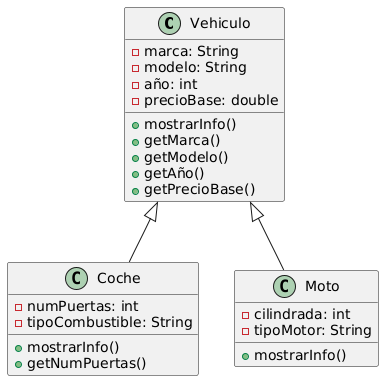 C Vehiculo
marca: String
modelo: String
año: int
precioBase: double
mostrarInfo()
getMarca()
getModelo()
getAño()
getPrecioBase()
C Coche
numPuertas: int
tipoCombustible: String
mostrarInfo()
getNumPuertas()
C Moto
cilindrada: int
tipoMotor: String
mostrarInfo()